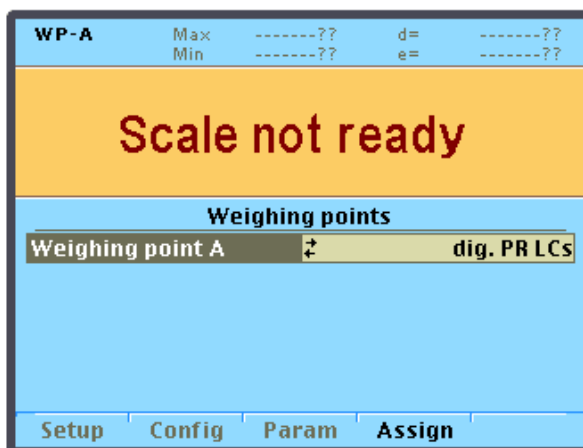 WP-A Max -------?? d= -------??
Min -------?? e= -------??
Scale not ready
Weighing points
Weighing point A dig. PR LCs
Setup Config Param Assign